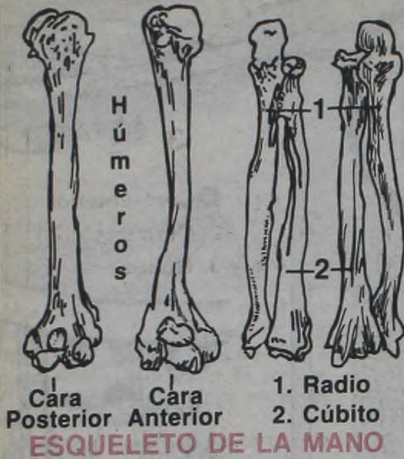 Húmeros
1
2
Cara Posterior
Cara Anterior
1. Radio
2. Cúbito
ESQUELETO DE LA MANO